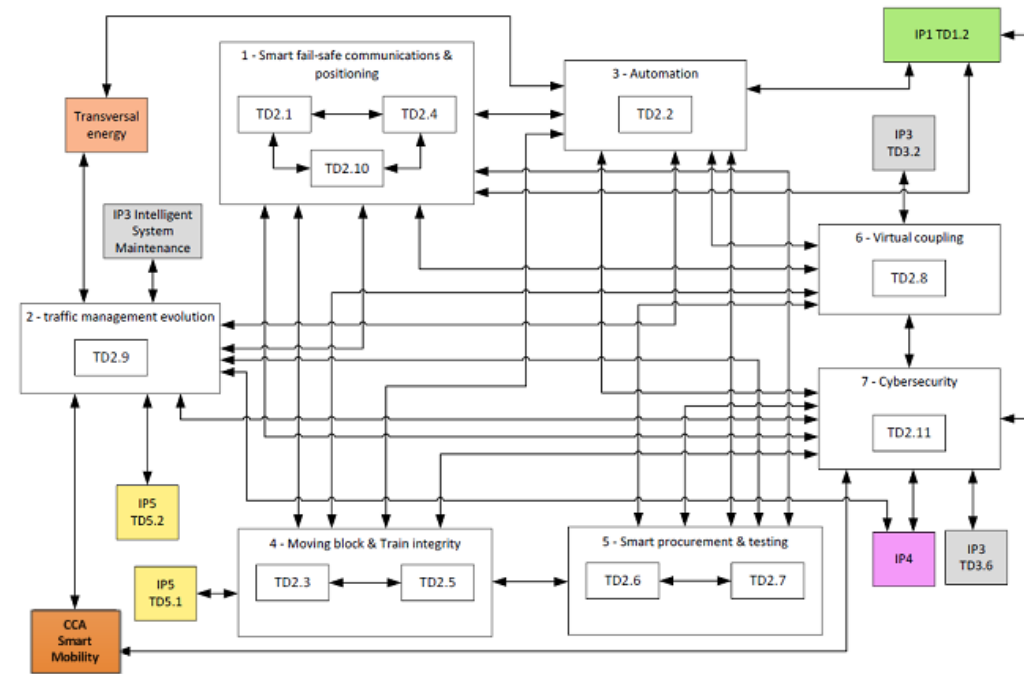 IP1 TD1.2
1 - Smart fail-safe communications &
positioning
3 - Automation
TD2.1
TD2.4
TD2.2
Transversal
energy
IP3
TD3.2
TD2.10
IP3 Intelligent
System
Maintenance
6 - Virtual coupling
TD2.8
2 - traffic management evolution
TD2.9
7 - Cybersecurity
TD2.11
IP5
TD5.2
4 - Moving block & Train integrity
5 - Smart procurement & testing
IP4
IP3
TD3.6
TD2.3
TD2.5
TD2.6
TD2.7
IP5
TD5.1
CCA
Smart
Mobility